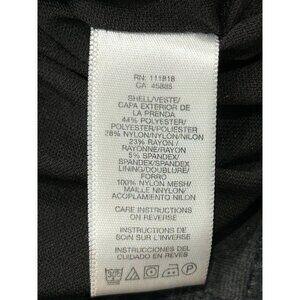 RN: 111818
CA 45885
SHELL/VESTE/
CAPA EXTERIOR DE
LA PRENDA
44% POLYESTER/
POLYESTER/POLIESTER
28% NYLON/NYLON/NILON
23% RAYON /
RAYONNE/RAYON
5% SPANDEX/
SPANDEX/SPANDEX
LINING/DOUBLURE/
FORRO
100% NYLON MESH/
MAILLE NNYLON/
ACOPLAMIENTO NYLON
CARE INSTRUCTIONS
ON REVERSE
INSTRUCTIONS DE
SOIN SUR L'INVERSE
INSTRUCCIONES DEL
CUIDADO EN REVES